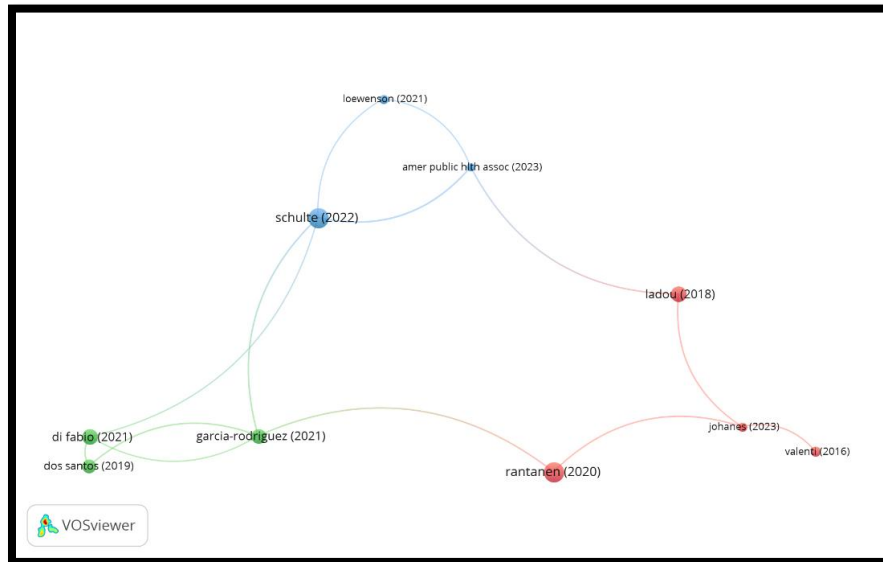 loewenson (2021)
amer public hlth assoc (2023)
schulte (2022)
ladou (2018)
johanes (2023)
di fabio (2021)
garcia-rodriguez (2021)
valenti (2016)
dos santos (2019)
rantanen (2020)
VOSviewer